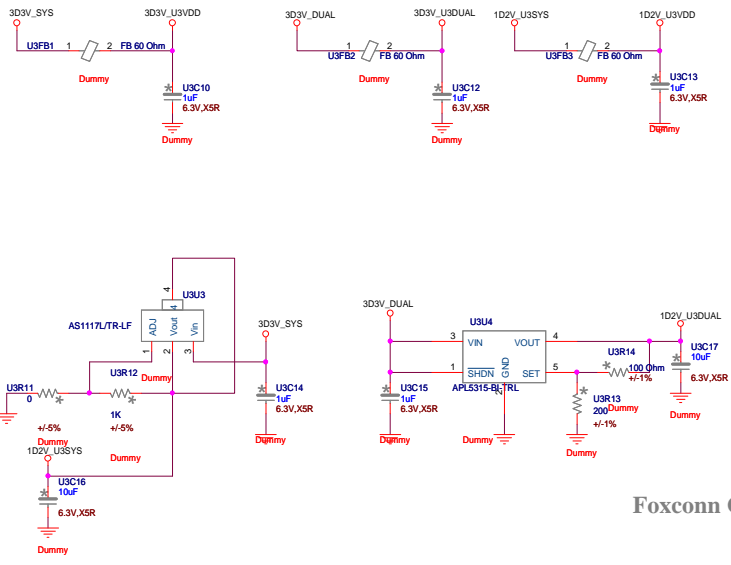 3D3V_SYS 3D3V_U3VDD
U3FB1 1 2 FB 60 Ohm
Dummy
U3C10
1uF
6.3V,X5R
Dummy
3D3V_DUAL 3D3V_U3DUAL
U3FB2 1 2 FB 60 Ohm
Dummy
U3C12
1uF
6.3V,X5R
Dummy
1D2V_U3SYS 1D2V_U3VDD
U3FB3 1 2 FB 60 Ohm
Dummy
U3C13
1uF
6.3V,X5R
Dummy
4
U3U3
4
AS1117L/TR-LF
ADJ Vout Vin
1 2 3
3D3V_SYS
U3R11
0
+/-5%
Dummy
U3R12
1K
+/-5%
Dummy
Dummy
U3C14
1uF
6.3V,X5R
Dummy
1D2V_U3SYS
U3C16
10uF
6.3V,X5R
Dummy
3D3V_DUAL
U3U4
3 VIN VOUT 4
1 SHDN GND SET 5
2
APL5315-BI-TRL
U3C15
1uF
6.3V,X5R
Dummy
Dummy
U3R14
100 Ohm
+/-1%
Dummy
U3R13
200
+/-1%
Dummy
1D2V_U3DUAL
U3C17
10uF
6.3V,X5R
Dummy
Foxconn